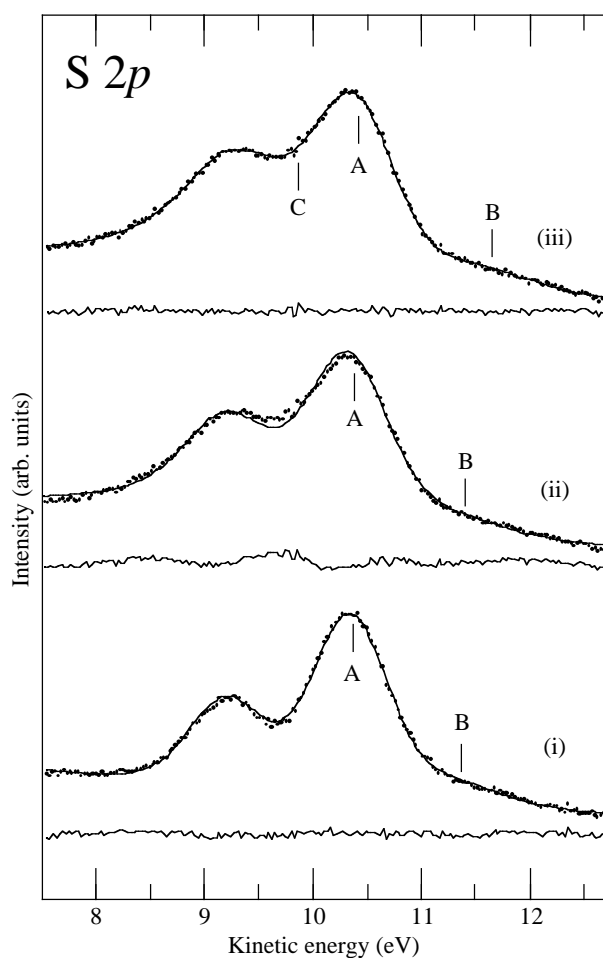 S 2p
A
C
B
(iii)
A
B
(ii)
A
B
(i)
Intensity (arb. units)
8 9 10 11 12
Kinetic energy (eV)